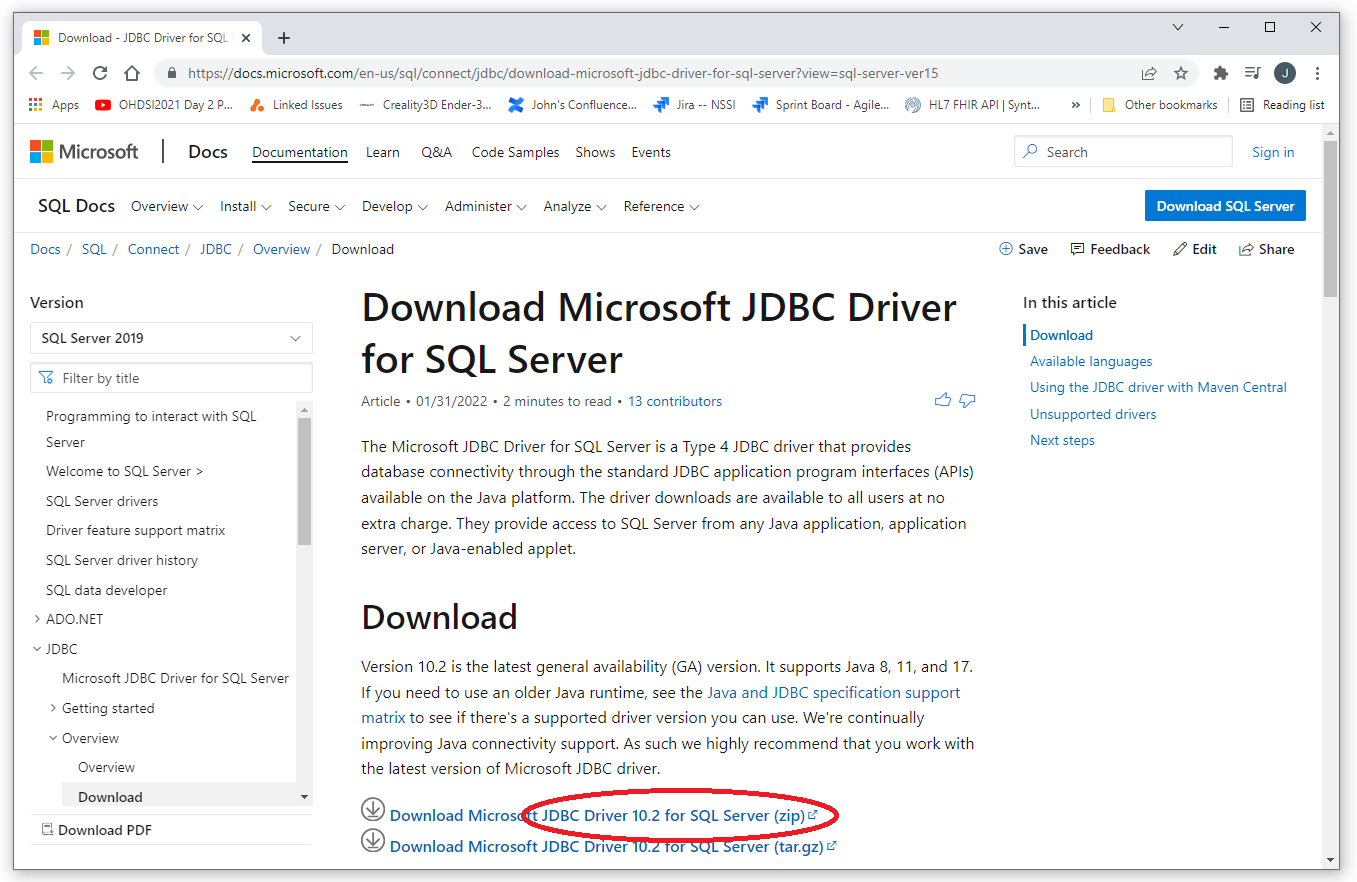 Download - JDBC Driver for SQL
https://docs.microsoft.com/en-us/sql/connect/jdbc/download-microsoft-jdbc-driver-for-sql-server?view=sql-server-ver15
J
Apps OHDSI2021 Day 2 P... Linked Issues Creality3D Ender-3... John's Confluence... Jira -- NSSI Sprint Board - Agile... HL7 FHIR API | Synt... » Other bookmarks Reading list
Microsoft Docs Documentation Learn Q&A Code Samples Shows Events Search Sign in
SQL Docs Overview Install Secure Develop Administer Analyze Reference Download SQL Server
Docs / SQL / Connect / JDBC / Overview / Download Save Feedback Edit Share
Version
SQL Server 2019
Filter by title
Programming to interact with SQL
Server
Welcome to SQL Server >
SQL Server drivers
Driver feature support matrix
SQL Server driver history
SQL data developer
ADO.NET
JDBC
Microsoft JDBC Driver for SQL Server
Getting started
Overview
Overview
Download
Download PDF
Download Microsoft JDBC Driver
for SQL Server
Article • 01/31/2022 • 2 minutes to read • 13 contributors
The Microsoft JDBC Driver for SQL Server is a Type 4 JDBC driver that provides
database connectivity through the standard JDBC application program interfaces (APIs)
available on the Java platform. The driver downloads are available to all users at no
extra charge. They provide access to SQL Server from any Java application, application
server, or Java-enabled applet.
Download
Version 10.2 is the latest general availability (GA) version. It supports Java 8, 11, and 17.
If you need to use an older Java runtime, see the Java and JDBC specification support
matrix to see if there's a supported driver version you can use. We're continually
improving Java connectivity support. As such we highly recommend that you work with
the latest version of Microsoft JDBC driver.
Download Microsoft JDBC Driver 10.2 for SQL Server (zip)
Download Microsoft JDBC Driver 10.2 for SQL Server (tar.gz)
In this article
Download
Available languages
Using the JDBC driver with Maven Central
Unsupported drivers
Next steps